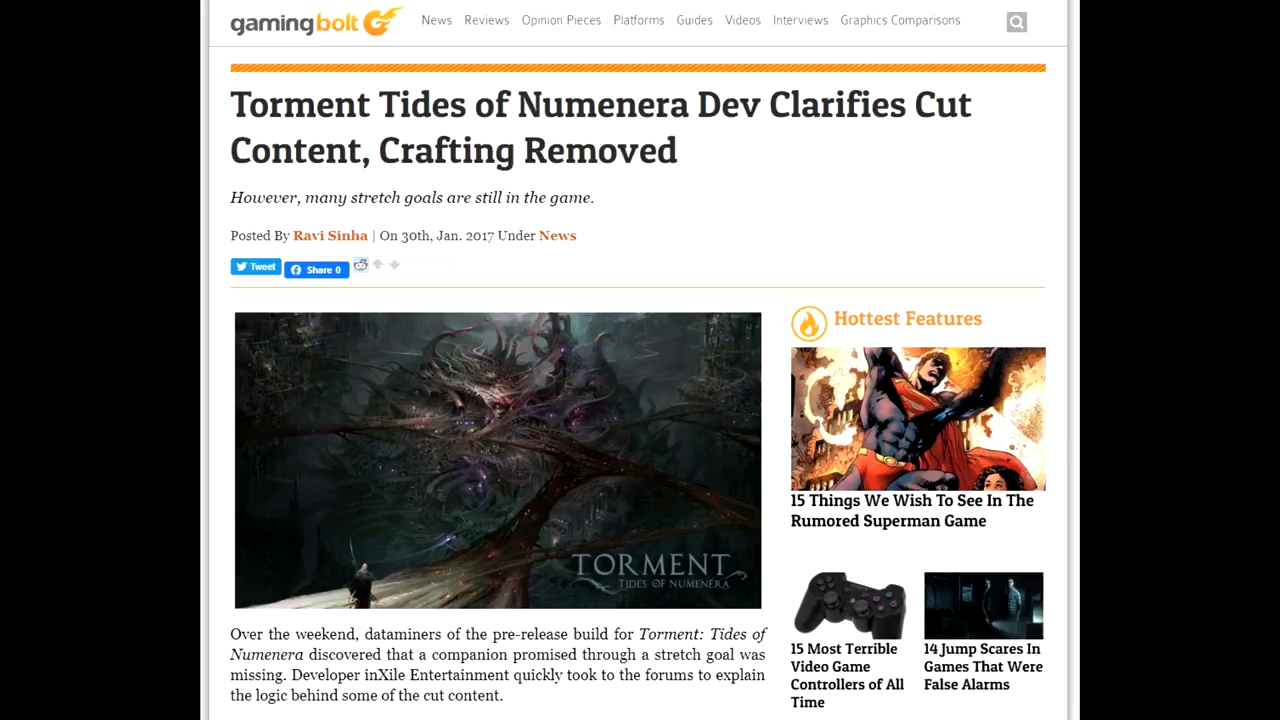 gamingbolt
News Reviews Opinion Pieces Platforms Guides Videos Interviews Graphics Comparisons
Torment Tides of Numenera Dev Clarifies Cut
Content, Crafting Removed
However, many stretch goals are still in the game.
Posted By Ravi Sinha | On 30th, Jan. 2017 Under News
Tweet Share 0
TORMENT
TIDES OF NUMENERA
Over the weekend, dataminers of the pre-release build for Torment: Tides of
Numenera discovered that a companion promised through a stretch goal was
missing. Developer inXile Entertainment quickly took to the forums to explain
the logic behind some of the cut content.
Hottest Features
15 Things We Wish To See In The
Rumored Superman Game
15 Most Terrible
Video Game
Controllers of All
Time
14 Jump Scares In
Games That Were
False Alarms